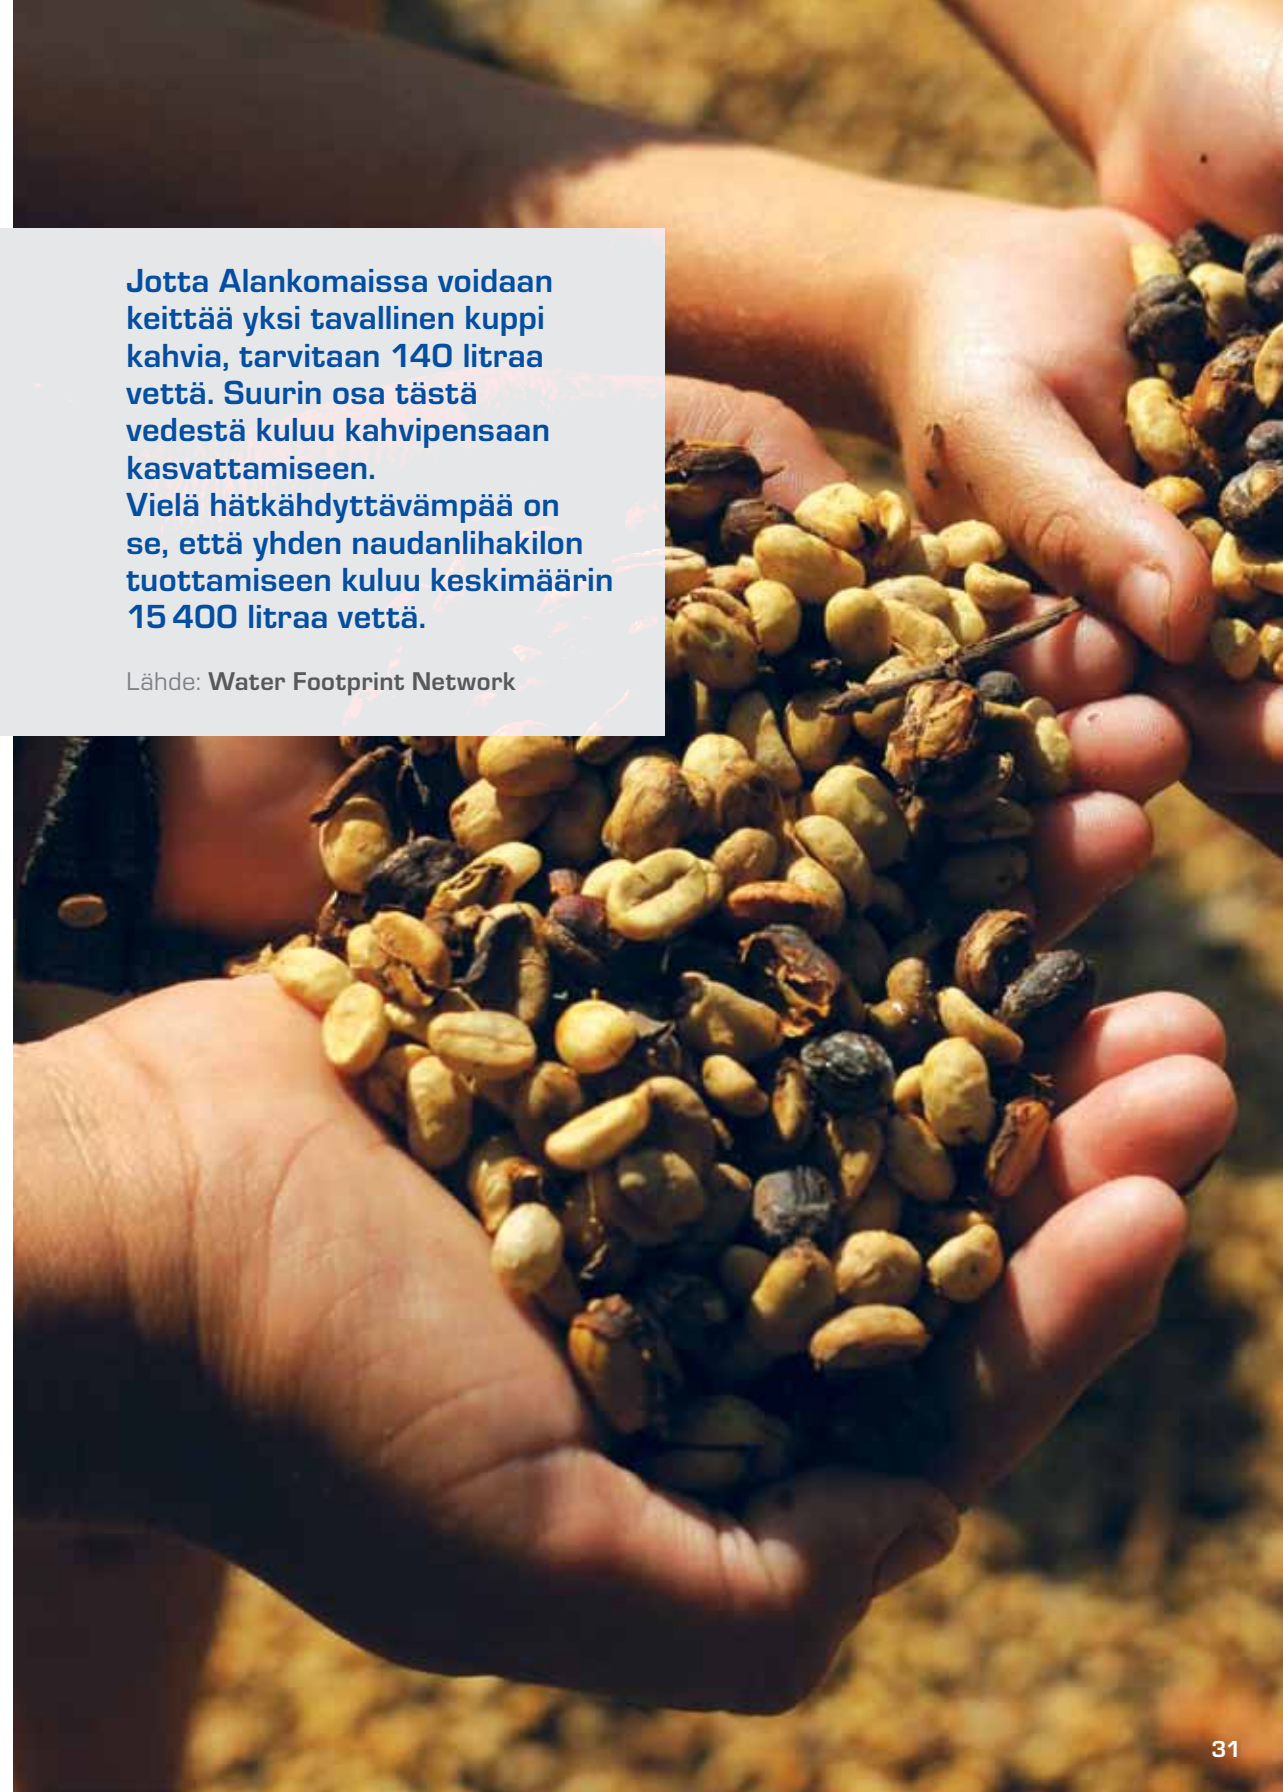 Jotta Alankomaissa voidaan
keittää yksi tavallinen kuppi
kahvia, tarvitaan 140 litraa
vettä. Suurin osa tästä
vedestä kuluu kahvipensaan
kasvattamiseen.
Vielä hätkähdyttävämpää on
se, että yhden naudanlihakilon
tuottamiseen kuluu keskimäärin
15 400 litraa vettä.
Lähde: Water Footprint Network
31